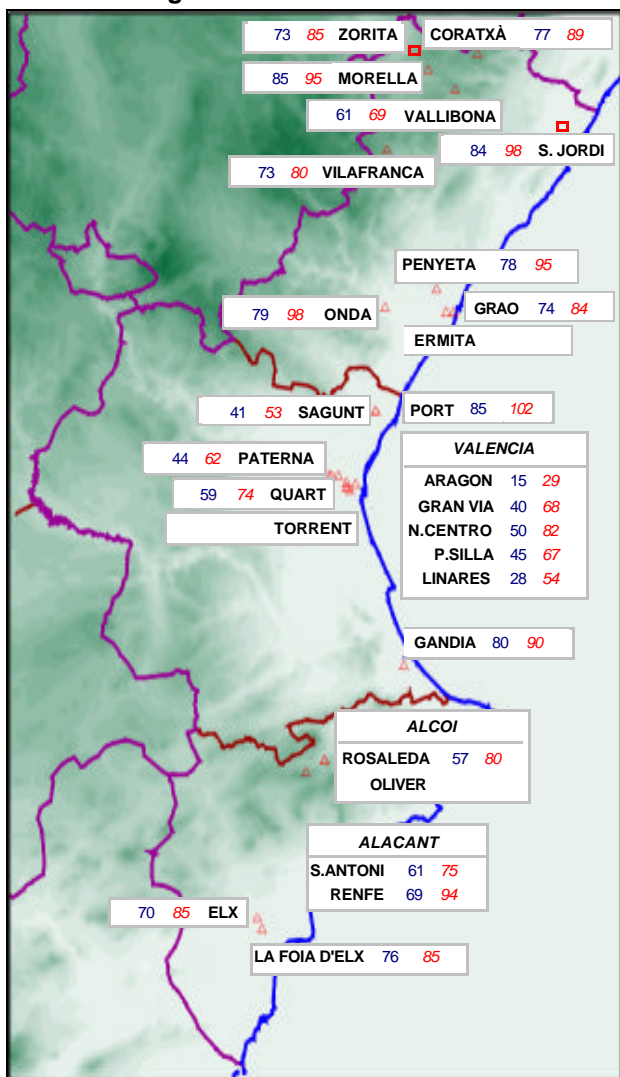 73 85 ZORITA
CORATXÀ 77 89
85 95 MORELLA
61 69 VALLIBONA
84 98 S. JORDI
73 80 VILAFRANCA
PENYETA 78 95
79 98 ONDA
GRAO 74 84
ERMITA
41 53 SAGUNT
PORT 85 102
44 62 PATERNA
59 74 QUART
TORRENT
VALENCIA
ARAGON 15 29
GRAN VIA 40 68
N.CENTRO 50 82
P.SILLA 45 67
LINARES 28 54
GANDIA 80 90
ALCOI
ROSALEDA 57 80
OLIVER
ALACANT
S.ANTONI 61 75
RENFE 69 94
70 85 ELX
LA FOIA D'ELX 76 85